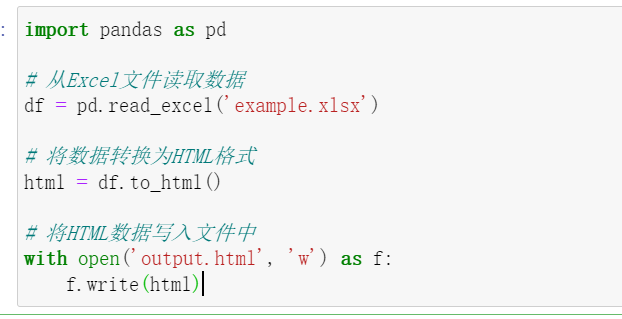 :
import pandas as pd
# 从Excel文件读取数据
df = pd.read_excel('example.xlsx')
# 将数据转换为HTML格式
html = df.to_html()
# 将HTML数据写入文件中
with open('output.html', 'w') as f:
    f.write(html)